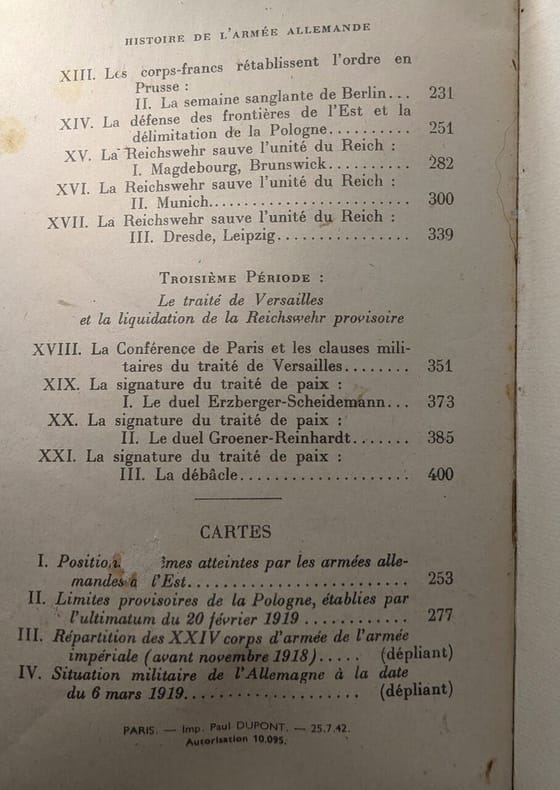 HISTOIRE DE L'ARMÉE ALLEMANDE
XIII. Les corps-francs rétablissent l'ordre en
Prusse :
II. La semaine sanglante de Berlin... 231
XIV. La défense des frontières de l'Est et la
délimitation de la Pologne.......... 251
XV. La Reichswehr sauve l'unité du Reich :
I. Magdebourg, Brunswick.......... 282
XVI. La Reichswehr sauve l'unité du Reich :
II. Munich........................ 300
XVII. La Reichswehr sauve l'unité du Reich :
III. Dresde, Leipzig................ 339
TROISIÈME PÉRIODE :
Le traité de Versailles
et la liquidation de la Reichswehr provisoire
XVIII. La Conférence de Paris et les clauses mili-
taires du traité de Versailles........ 351
XIX. La signature du traité de paix :
I. Le duel Erzberger-Scheidemann... 373
XX. La signature du traité de paix :
II. Le duel Groener-Reinhardt....... 385
XXI. La signature du traité de paix :
III. La débâcle.................... 400
CARTES
I. atteintes par les armées alle-
mandes à l'Est.......................... 253
II. Limites provisoires de la Pologne, établies par
l'ultimatum du 20 février 1919 ............ 277
III. Répartition des XXIV corps d'armée de l'armée
impériale (avant novembre 1918)..... (dépliant)
IV. Situation militaire de l'Allemagne à la date
du 6 mars 1919.................... (dépliant)
PARIS. — Imp. Paul DUPONT. — 25.7.42.
Autorisation 10.095.